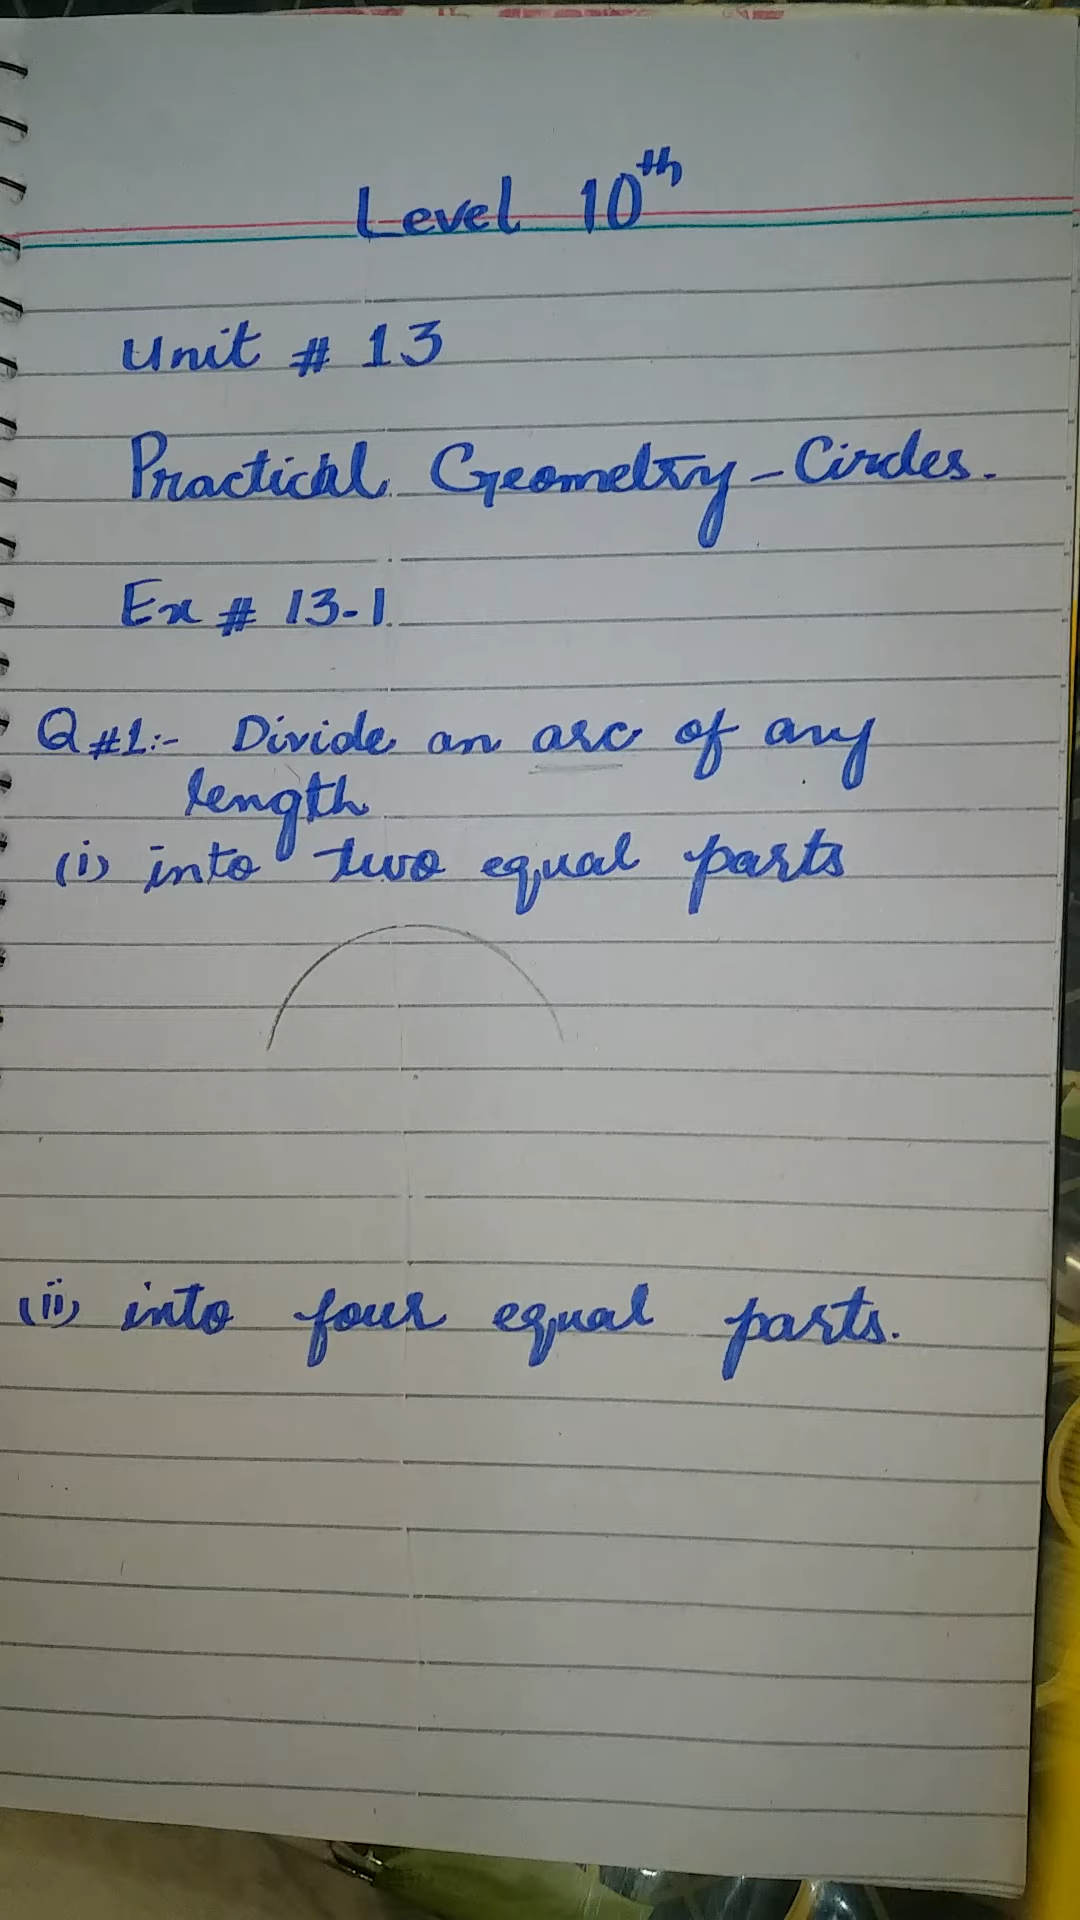 Level 10th
Unit # 13
Practical Geometry - Circles.
Ex # 13-1
Q#1:- Divide an arc of any
length
(i) into two equal parts
(ii) into four equal parts.